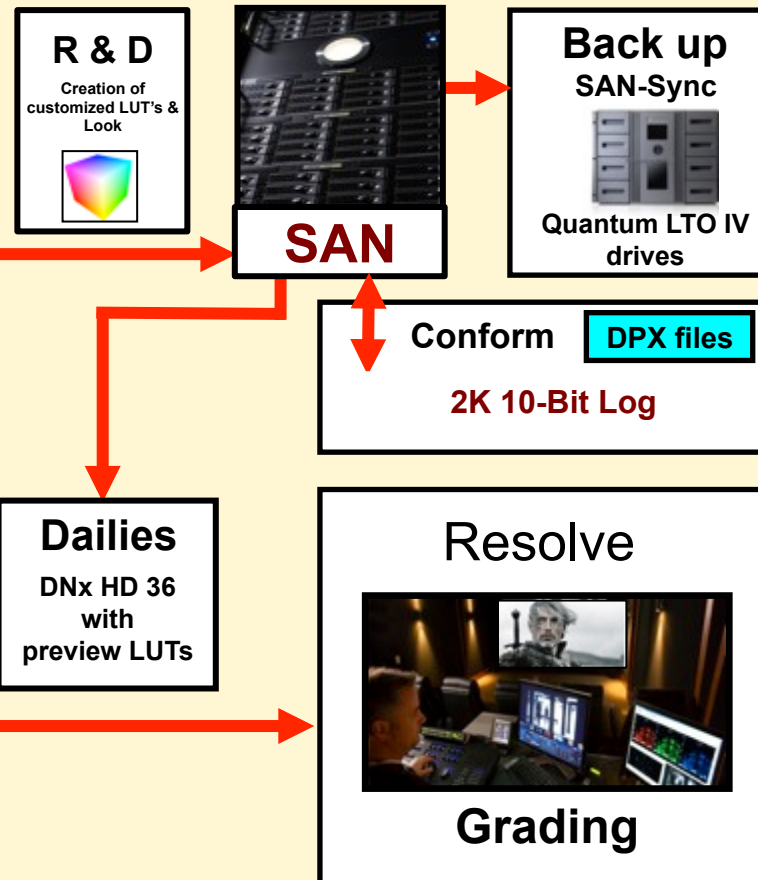 R & D
Creation of
customized LUT's &
Look
SAN
Back up
SAN-Sync
Quantum LTO IV
drives
Conform
DPX files
2K 10-Bit Log
Dailies
DNx HD 36
with
preview LUTs
Resolve
Grading